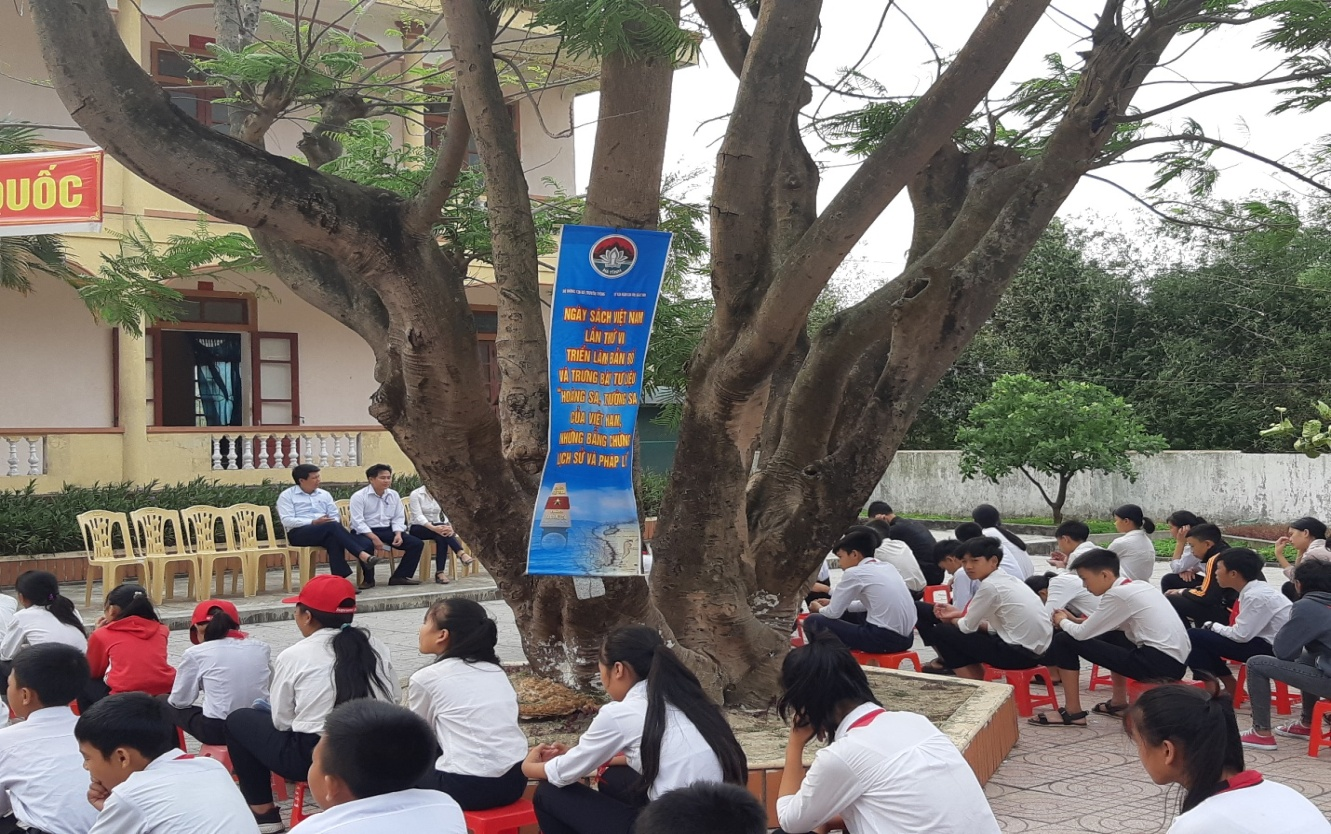 QUỐC
NGÀY SÁCH VIỆT NAM
LẦN THỨ VI
TRIỂN LÃM BẢN ĐỒ
VÀ TRƯNG BÀY TƯ LIỆU
"HOÀNG SA, TRƯỜNG SA
CỦA VIỆT NAM,
NHỮNG BẰNG CHỨNG
LỊCH SỬ VÀ PHÁP LÍ